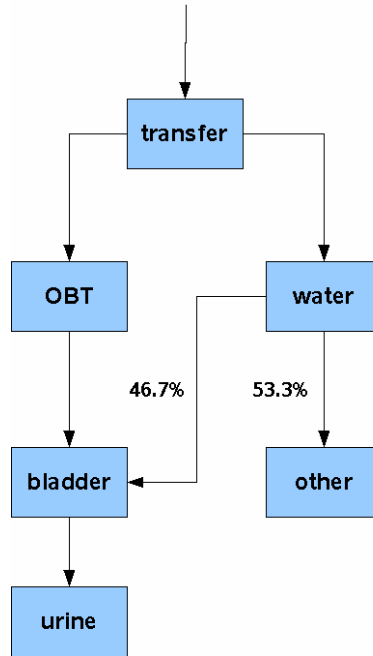 transfer
OBT
water
46.7%
53.3%
bladder
other
urine